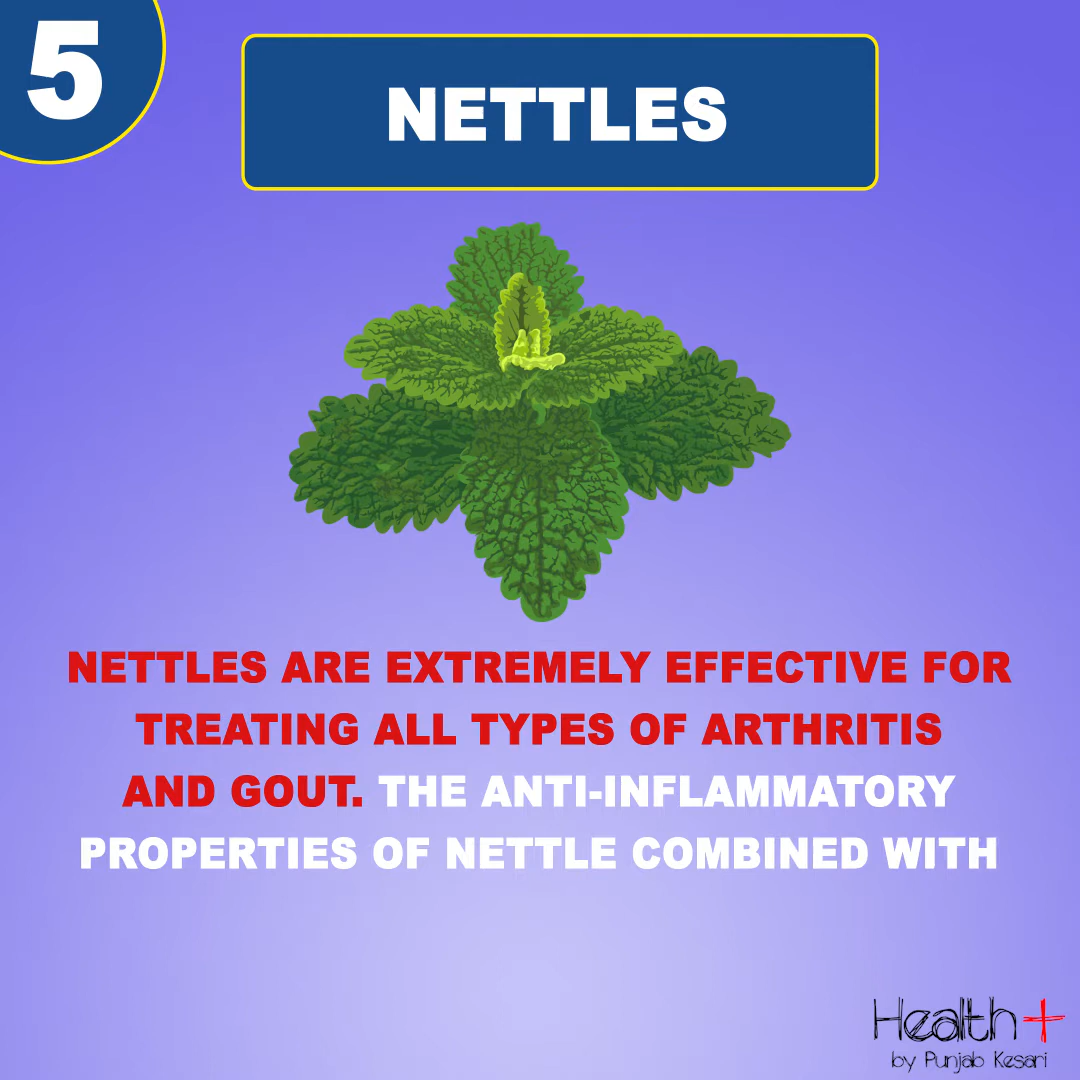 5
NETTLES
NETTLES ARE EXTREMELY EFFECTIVE FOR
TREATING ALL TYPES OF ARTHRITIS
AND GOUT. THE ANTI-INFLAMMATORY
PROPERTIES OF NETTLE COMBINED WITH
Health+
by Punjab Kesari